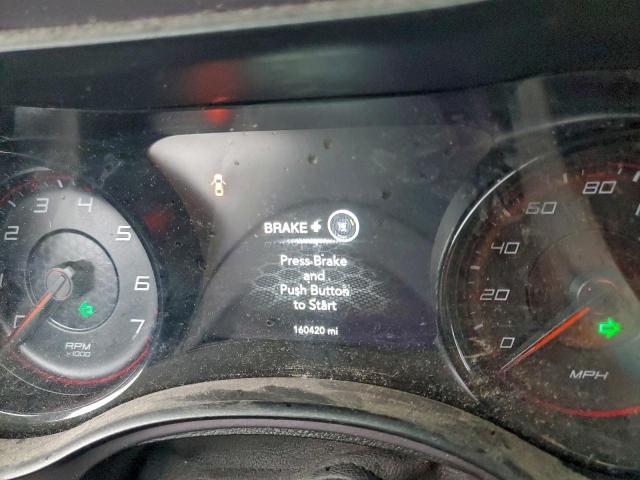 BRAKE +
Press Brake
and
Push Button
to Start
160420 mi
2 3 4 5 6 7
RPM
x1000
0 20 40 60 80
MPH